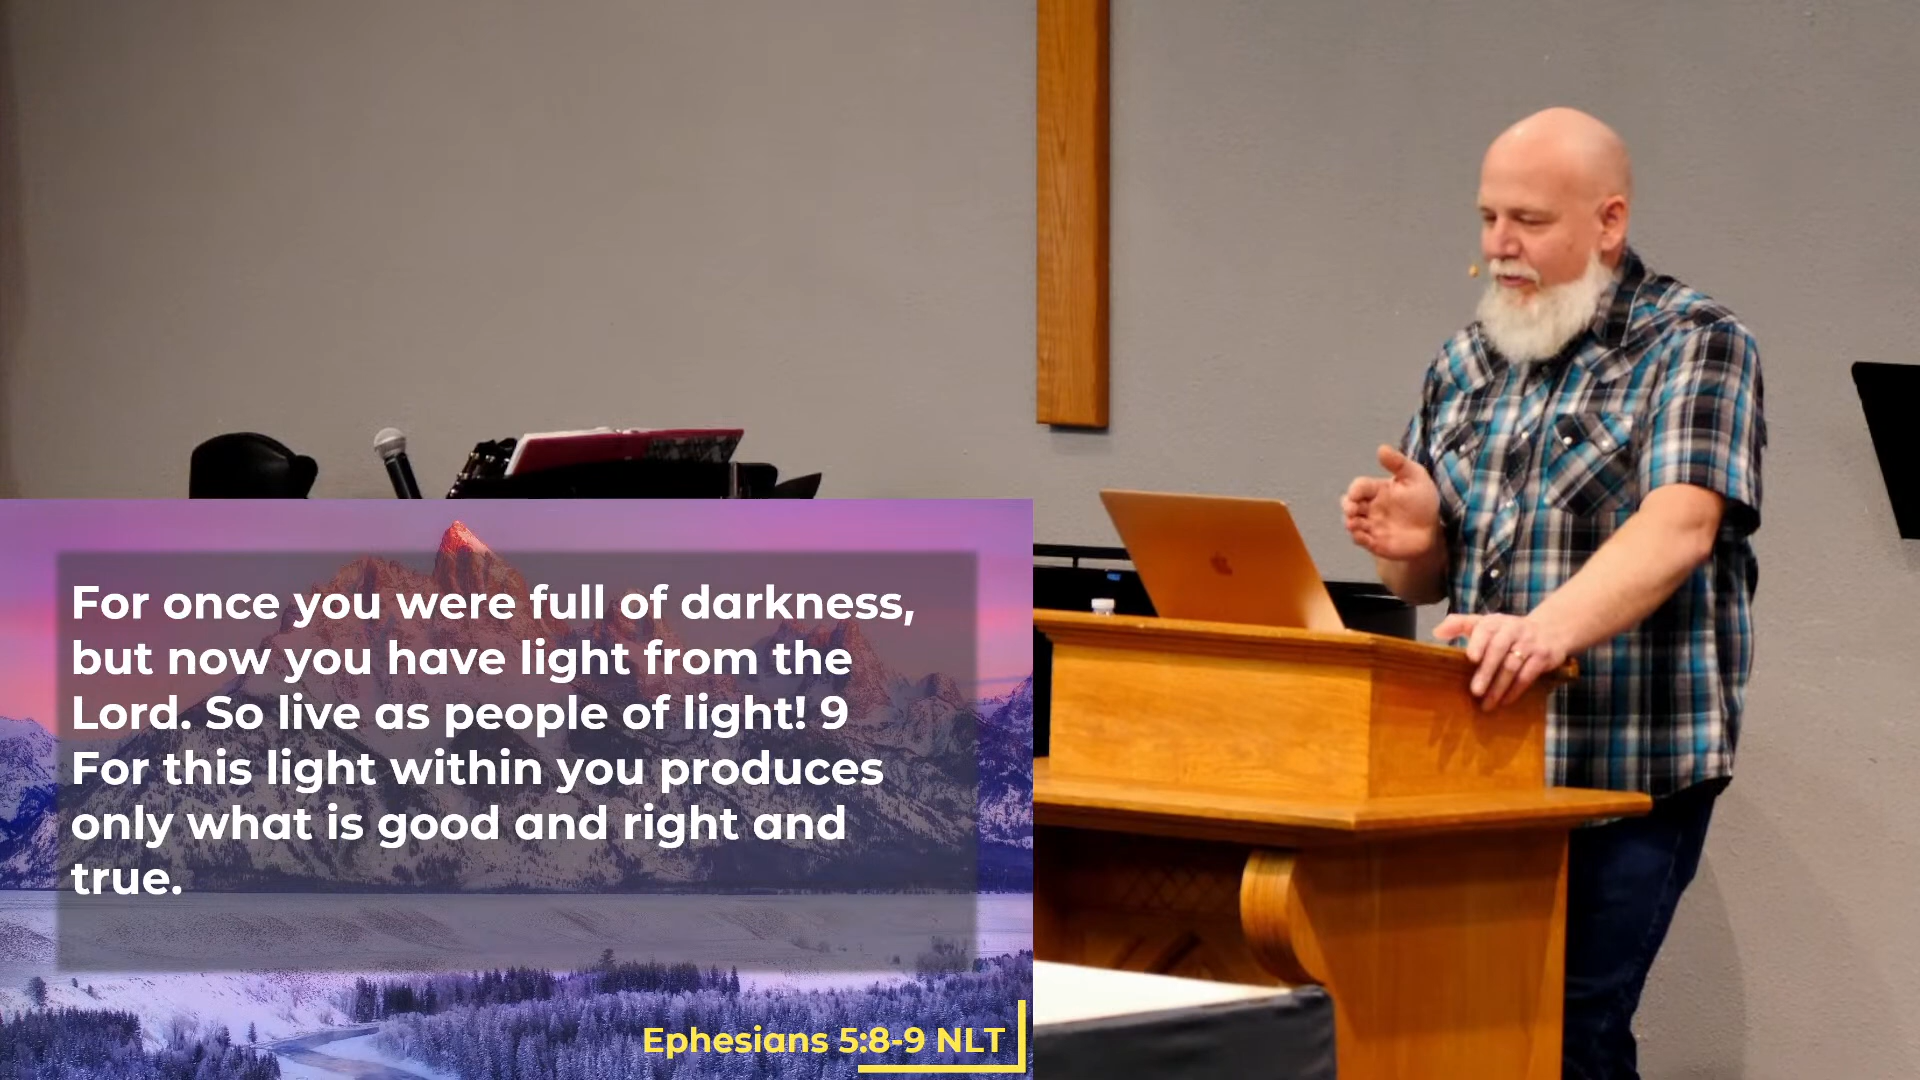 For once you were full of darkness,
but now you have light from the
Lord. So live as people of light! 9
For this light within you produces
only what is good and right and
true.
Ephesians 5:8-9 NLT